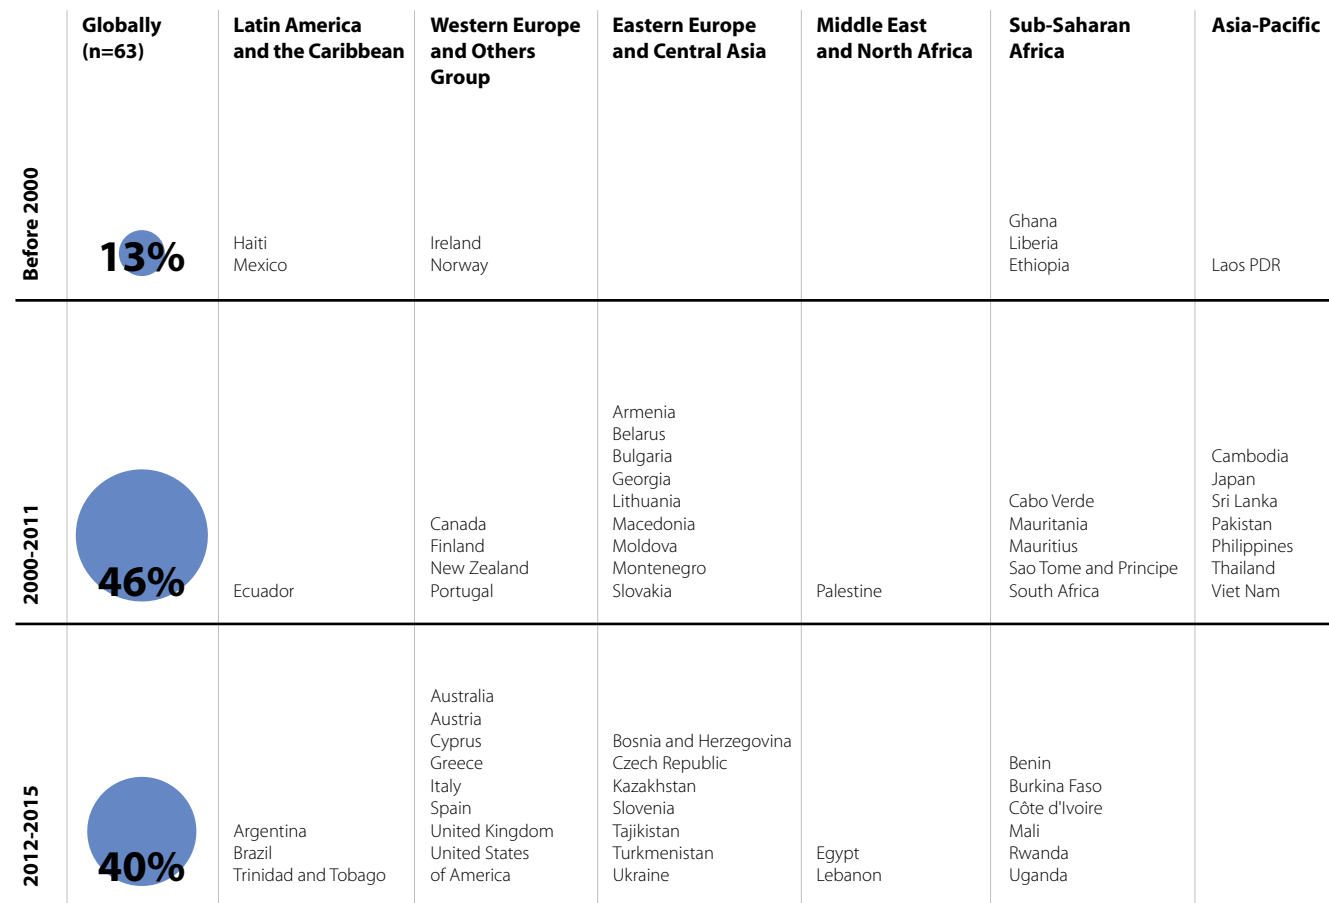 Globally
(n=63)
Latin America
and the Caribbean
Western Europe
and Others
Group
Eastern Europe
and Central Asia
Middle East
and North Africa
Sub-Saharan
Africa
Asia-Pacific
Before 2000
13%
Haiti
Mexico
Ireland
Norway
Ghana
Liberia
Ethiopia
Laos PDR
2000-2011
46%
Ecuador
Canada
Finland
New Zealand
Portugal
Armenia
Belarus
Bulgaria
Georgia
Lithuania
Macedonia
Moldova
Montenegro
Slovakia
Palestine
Cabo Verde
Mauritania
Mauritius
Sao Tome and Principe
South Africa
Cambodia
Japan
Sri Lanka
Pakistan
Philippines
Thailand
Viet Nam
2012-2015
40%
Argentina
Brazil
Trinidad and Tobago
Australia
Austria
Cyprus
Greece
Italy
Spain
United Kingdom
United States
of America
Bosnia and Herzegovina
Czech Republic
Kazakhstan
Slovenia
Tajikistan
Turkmenistan
Ukraine
Egypt
Lebanon
Benin
Burkina Faso
Côte d'Ivoire
Mali
Rwanda
Uganda